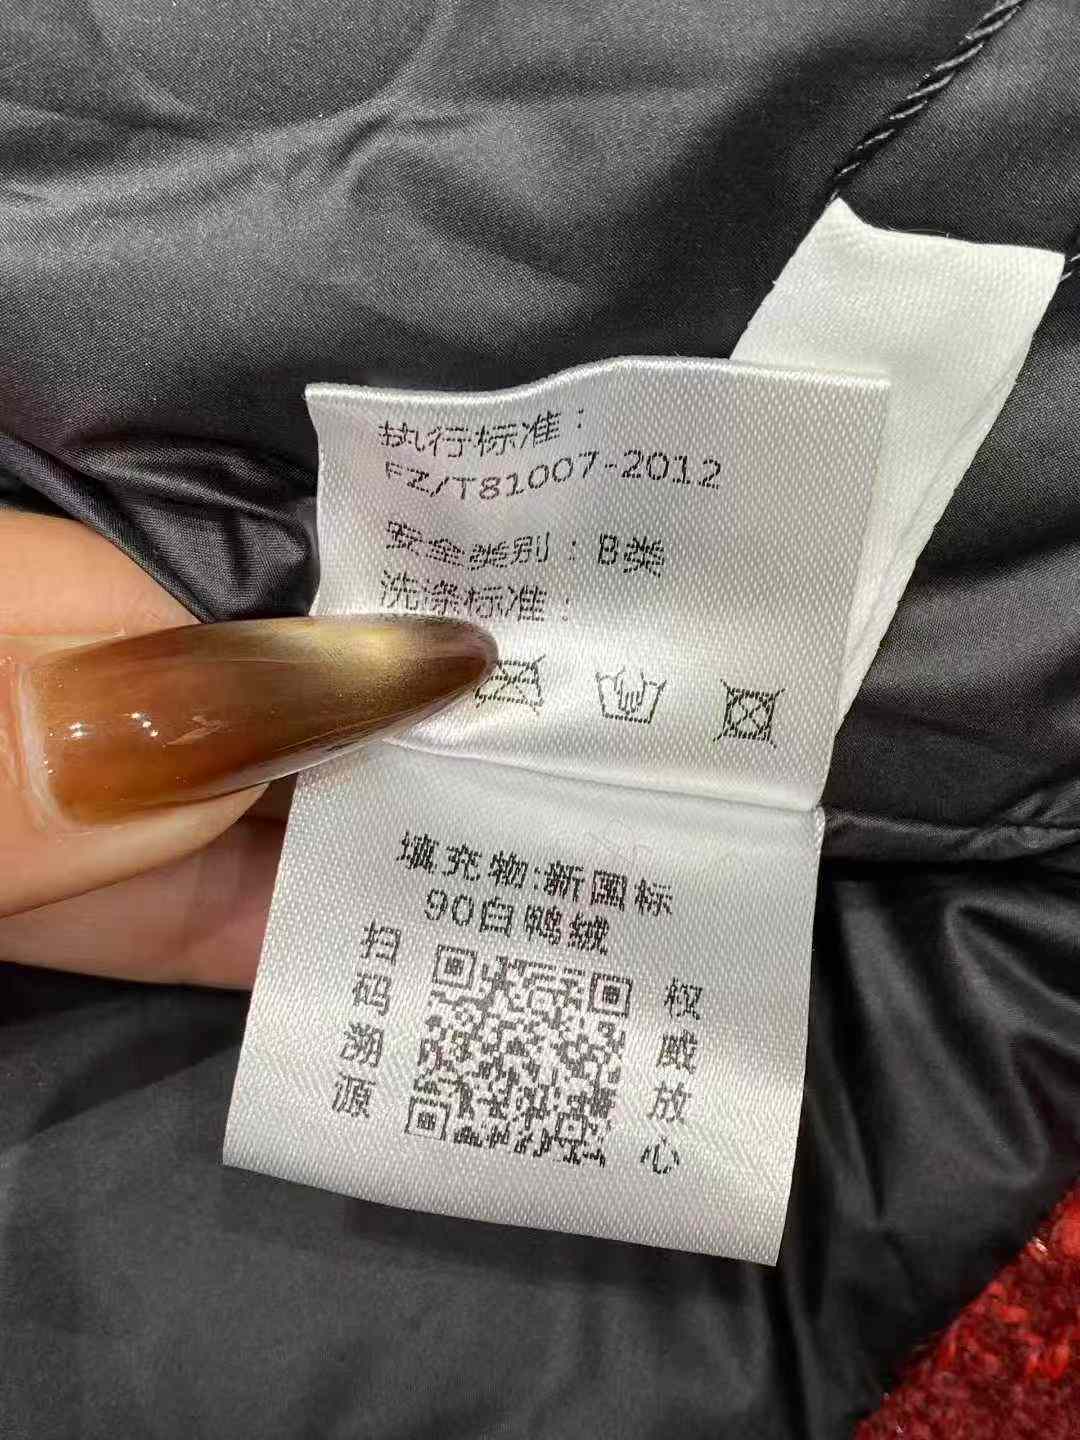 执行标准：
FZ/T81007-2012
安全类别：B类
洗涤标准：
填充物:新国标
90白鸭绒
扫码溯源
权威放心